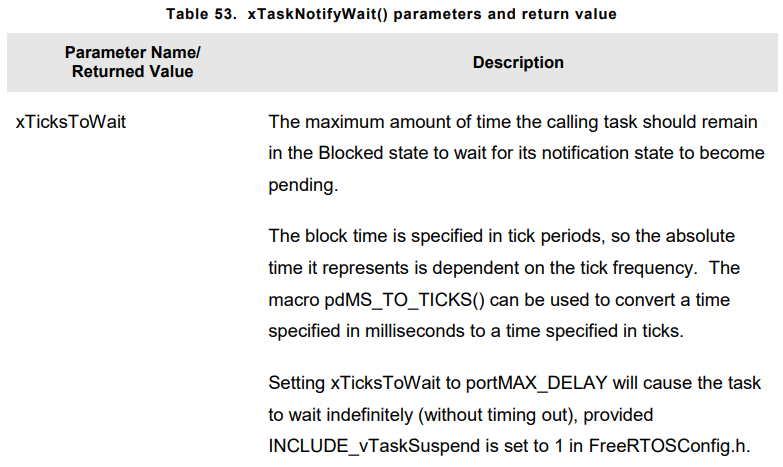 Table 53. xTaskNotifyWait() parameters and return value
Parameter Name/
Returned Value
Description
xTicksToWait
The maximum amount of time the calling task should remain
in the Blocked state to wait for its notification state to become
pending.
The block time is specified in tick periods, so the absolute
time it represents is dependent on the tick frequency. The
macro pdMS_TO_TICKS() can be used to convert a time
specified in milliseconds to a time specified in ticks.
Setting xTicksToWait to portMAX_DELAY will cause the task
to wait indefinitely (without timing out), provided
INCLUDE_vTaskSuspend is set to 1 in FreeRTOSConfig.h.